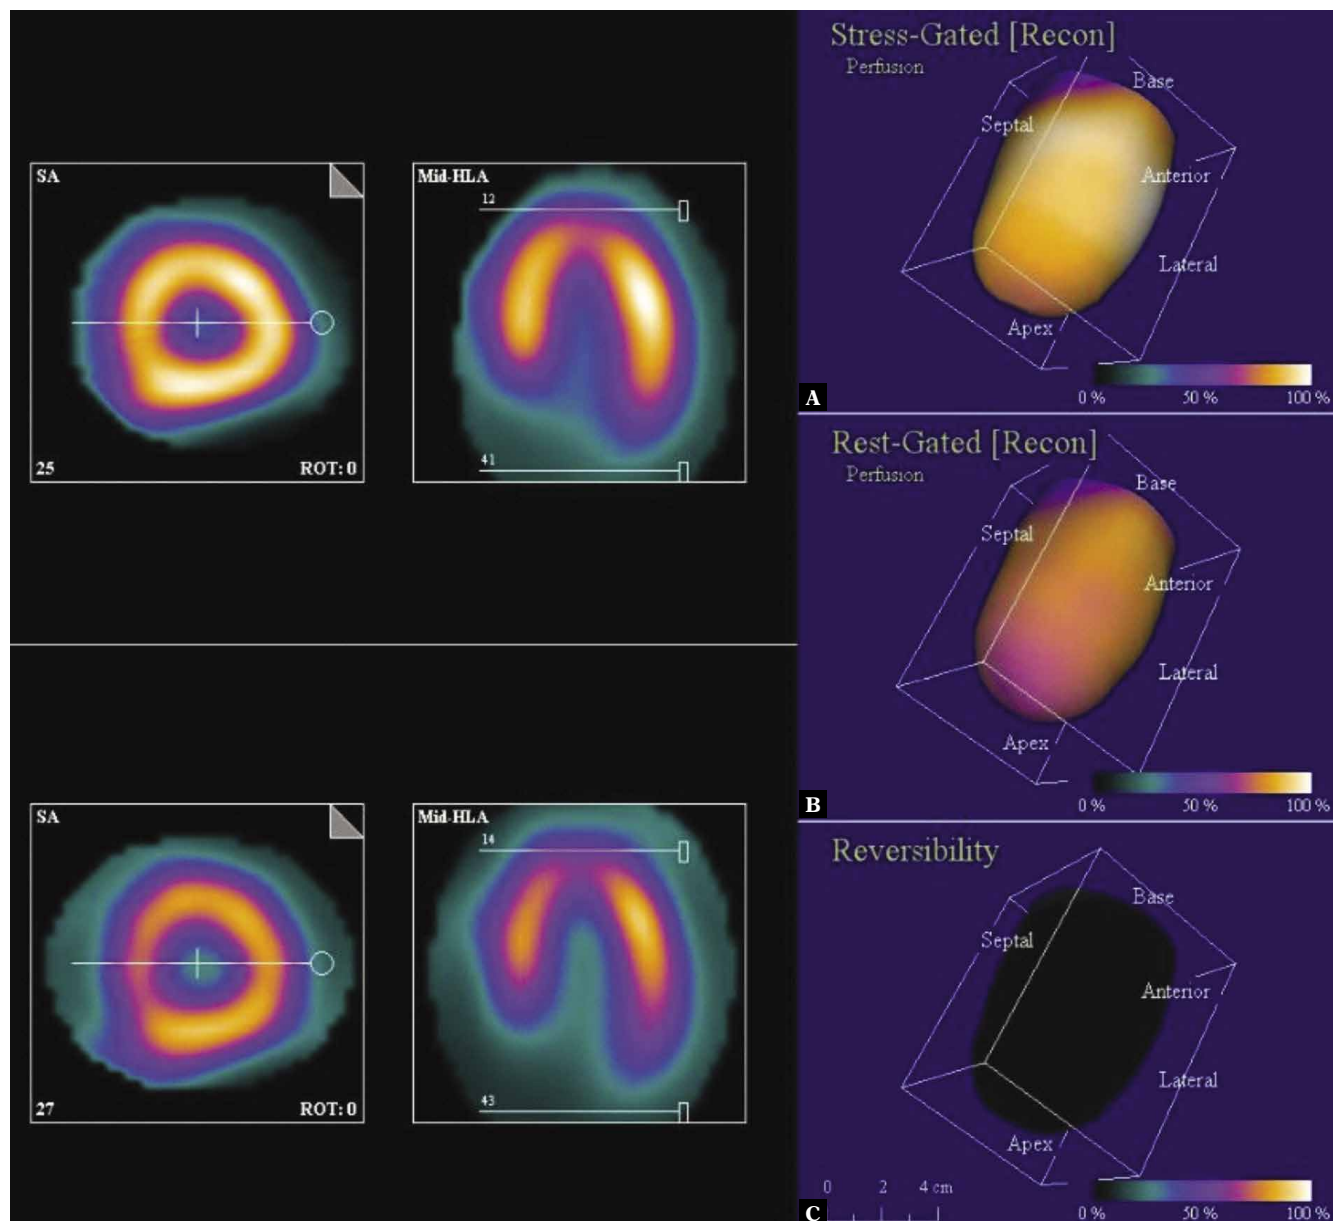 SA
25
ROT: 0
Mid-HLA
12
41
Stress-Gated [Recon]
Perfusion
Base
Septal
Anterior
Lateral
Apex
0 %
50 %
100 %
A
Rest-Gated [Recon]
Perfusion
Base
Septal
Anterior
Lateral
Apex
0 %
50 %
100 %
B
SA
27
ROT: 0
Mid-HLA
14
43
Reversibility
Base
Septal
Anterior
Lateral
Apex
0 2 4 cm
0 %
50 %
100 %
C